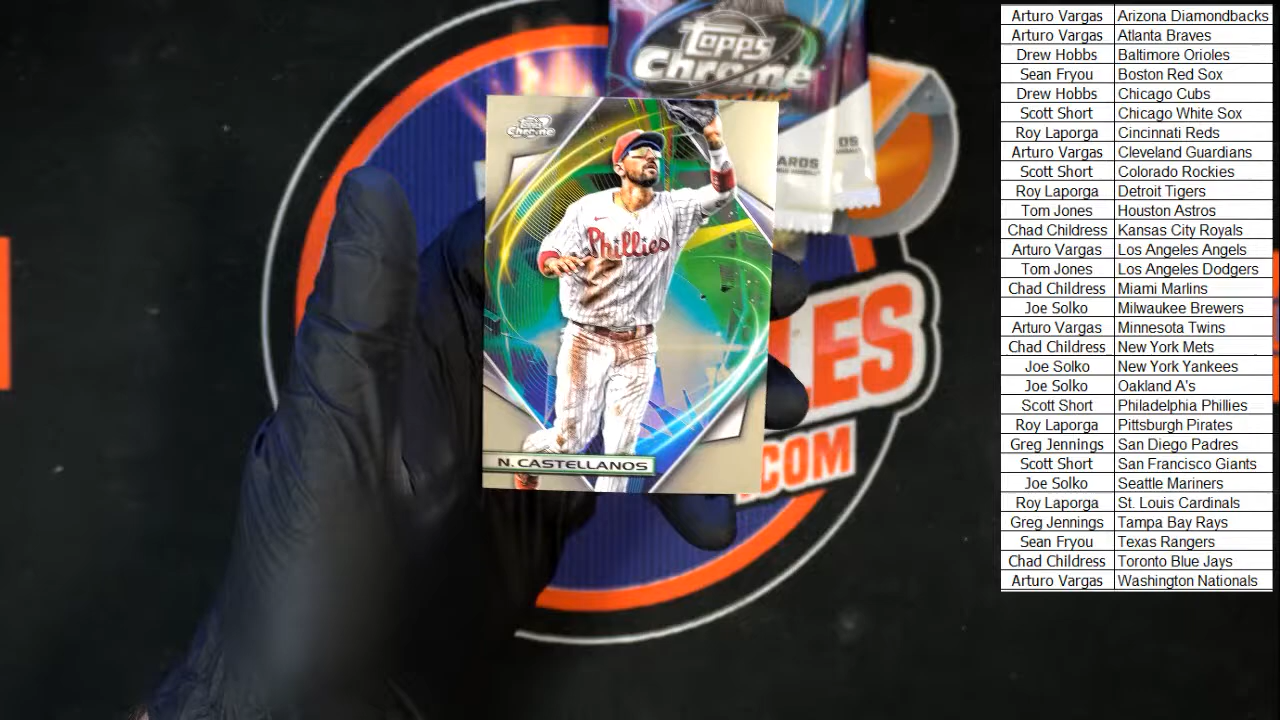 Topps
Chrome
ARDS
DS
Topps
Chrome
Phillies
N. CASTELLANOS
LES
.COM
Arturo Vargas Arizona Diamondbacks
Arturo Vargas Atlanta Braves
Drew Hobbs Baltimore Orioles
Sean Fryou Boston Red Sox
Drew Hobbs Chicago Cubs
Scott Short Chicago White Sox
Roy Laporga Cincinnati Reds
Arturo Vargas Cleveland Guardians
Scott Short Colorado Rockies
Roy Laporga Detroit Tigers
Tom Jones Houston Astros
Chad Childress Kansas City Royals
Arturo Vargas Los Angeles Angels
Tom Jones Los Angeles Dodgers
Chad Childress Miami Marlins
Joe Solko Milwaukee Brewers
Arturo Vargas Minnesota Twins
Chad Childress New York Mets
Joe Solko New York Yankees
Joe Solko Oakland A's
Scott Short Philadelphia Phillies
Roy Laporga Pittsburgh Pirates
Greg Jennings San Diego Padres
Scott Short San Francisco Giants
Joe Solko Seattle Mariners
Roy Laporga St. Louis Cardinals
Greg Jennings Tampa Bay Rays
Sean Fryou Texas Rangers
Chad Childress Toronto Blue Jays
Arturo Vargas Washington Nationals